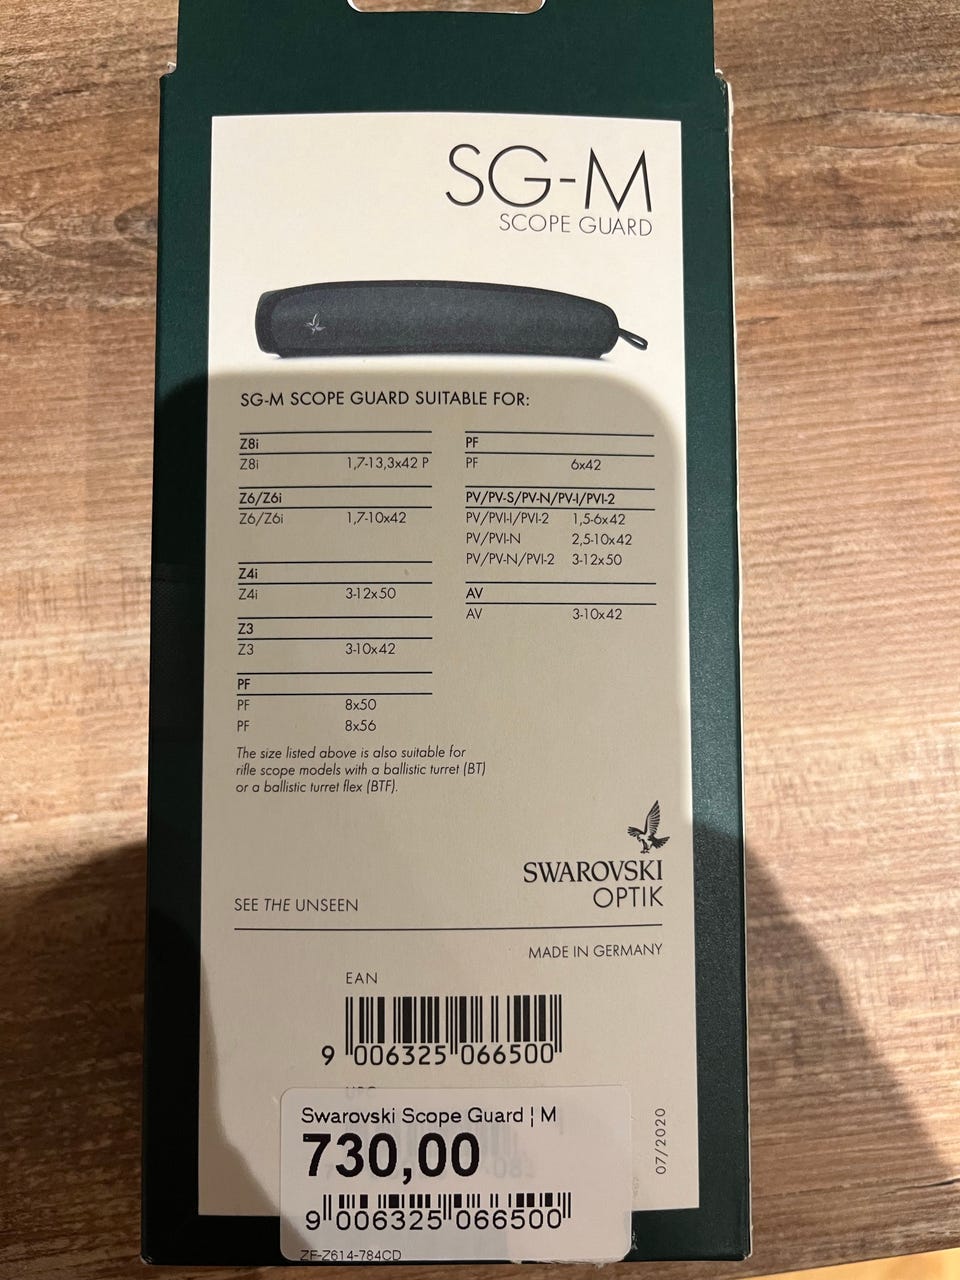 SG-M
SCOPE GUARD
SG-M SCOPE GUARD SUITABLE FOR:
Z8i
Z8i 1,7-13,3x42 P
Z6/Z6i
Z6/Z6i 1,7-10x42
Z4i
Z4i 3-12x50
Z3
Z3 3-10x42
PF
PF 8x50
PF 8x56
PF
PF 6x42
PV/PV-S/PV-N/PV-I/PVI-2
PV/PVI-I/PVI-2 1,5-6x42
PV/PVI-N 2,5-10x42
PV/PV-N/PVI-2 3-12x50
AV
AV 3-10x42
The size listed above is also suitable for
rifle scope models with a ballistic turret (BT)
or a ballistic turret flex (BTF).
SWAROVSKI
OPTIK
SEE THE UNSEEN
MADE IN GERMANY
EAN
9 006325 066500
UPC
Swarovski Scope Guard ¦ M
730,00
9 006325 066500
ZF-Z614-784CD
07/2020